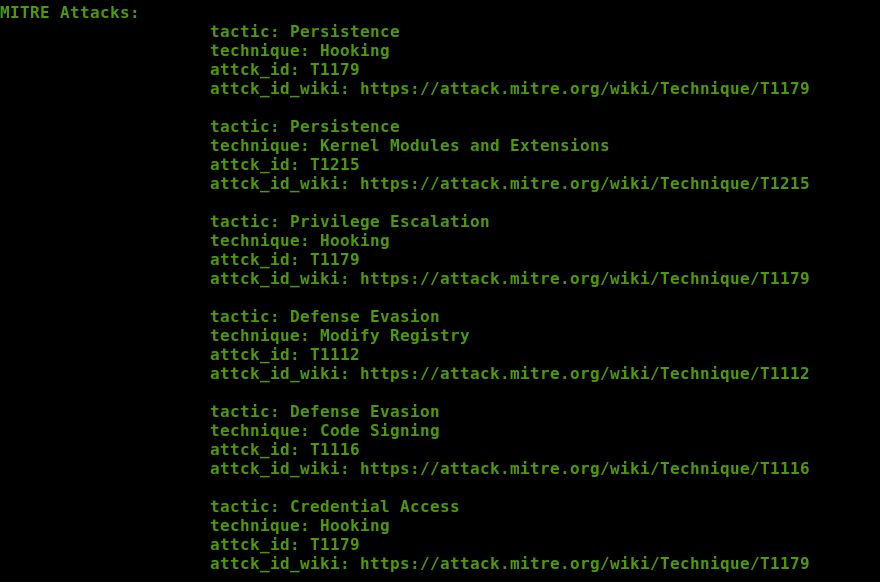 MITRE Attacks:
tactic: Persistence
technique: Hooking
attck_id: T1179
attck_id_wiki: https://attack.mitre.org/wiki/Technique/T1179
tactic: Persistence
technique: Kernel Modules and Extensions
attck_id: T1215
attck_id_wiki: https://attack.mitre.org/wiki/Technique/T1215
tactic: Privilege Escalation
technique: Hooking
attck_id: T1179
attck_id_wiki: https://attack.mitre.org/wiki/Technique/T1179
tactic: Defense Evasion
technique: Modify Registry
attck_id: T1112
attck_id_wiki: https://attack.mitre.org/wiki/Technique/T1112
tactic: Defense Evasion
technique: Code Signing
attck_id: T1116
attck_id_wiki: https://attack.mitre.org/wiki/Technique/T1116
tactic: Credential Access
technique: Hooking
attck_id: T1179
attck_id_wiki: https://attack.mitre.org/wiki/Technique/T1179